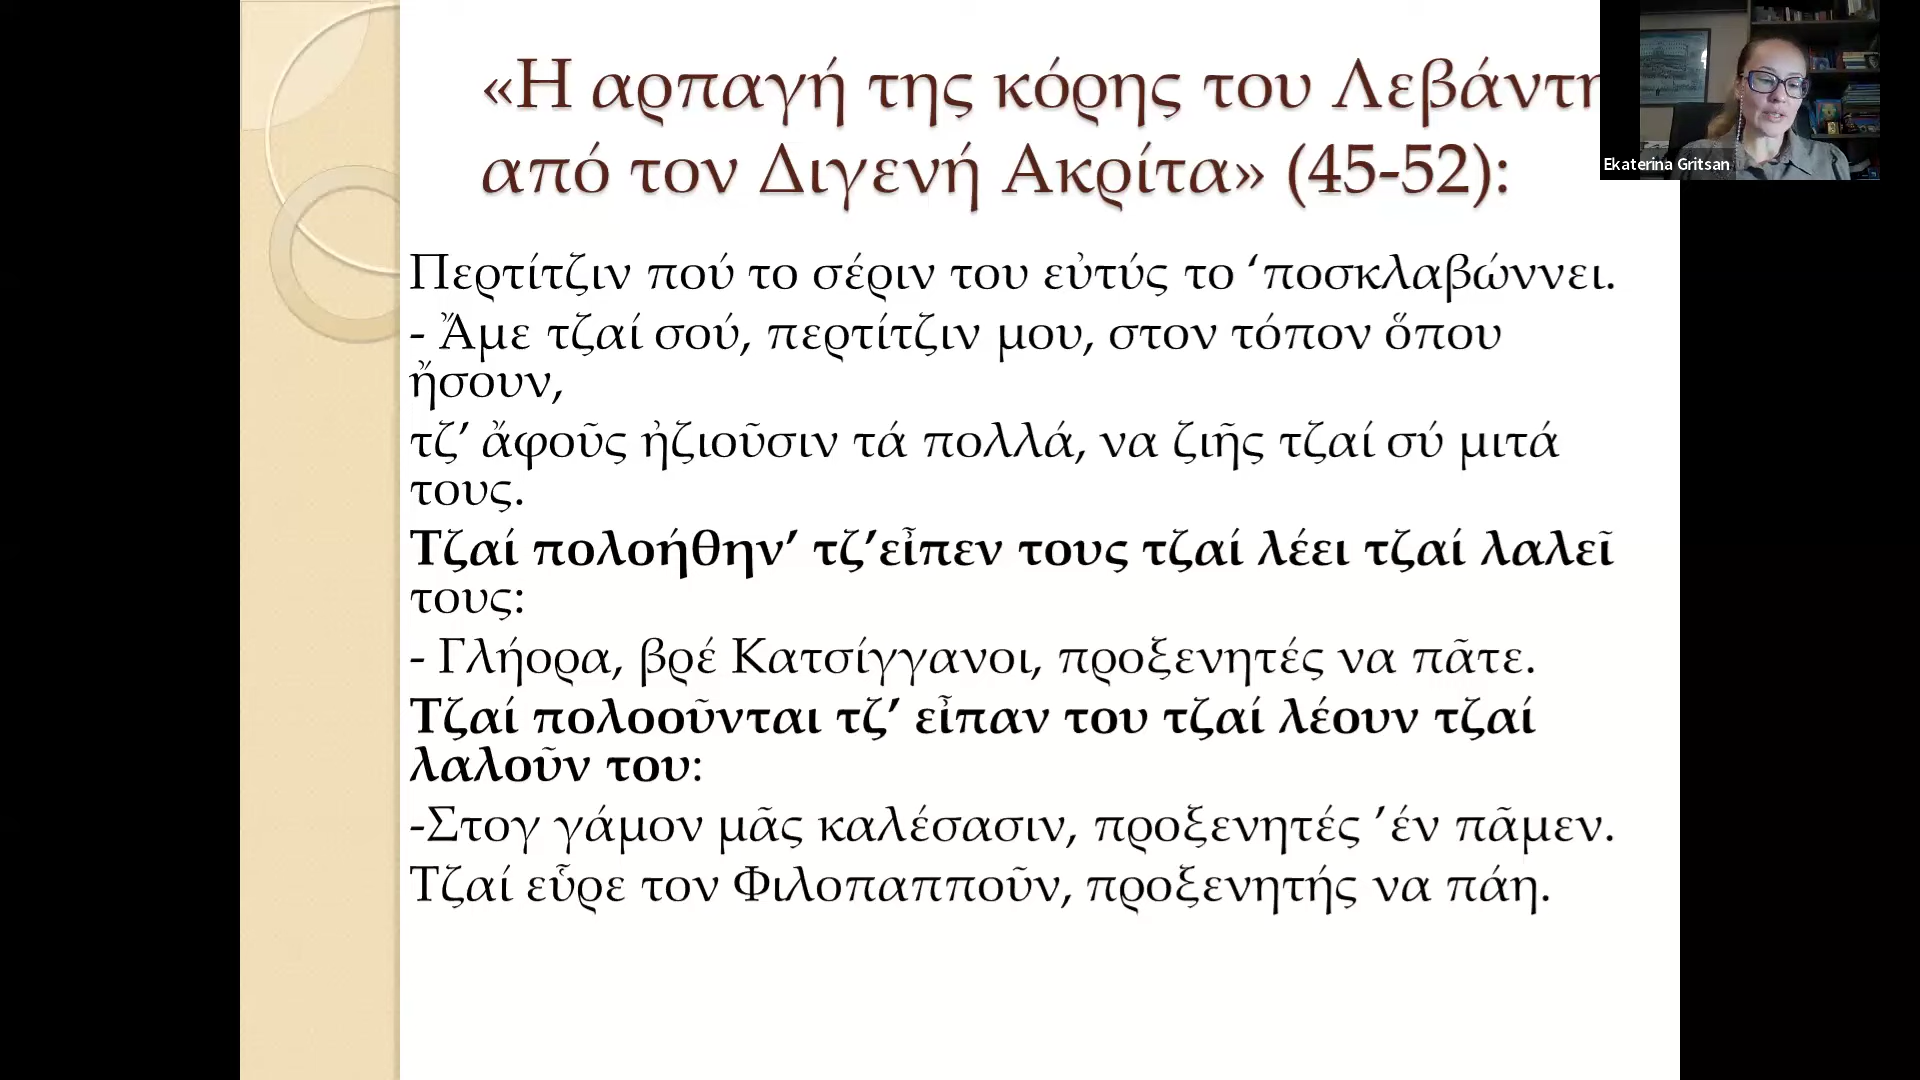 «Η αρπαγή της κόρης του Λεβάντη
από τον Διγενή Ακρίτα» (45-52):
Περτίτζιν πού το σέριν του εὐτύς το ‘ποσκλαβώννει.
- Ἄμε τζαί σού, περτίτζιν μου, στον τόπον ὅπου
ἤσουν,
τζ’ ἄφοῦς ἠζιοῦσιν τά πολλά, να ζιῆς τζαί σύ μιτά
τους.
Τζαί πολοήθην’ τζ’εἶπεν τους τζαί λέει τζαί λαλεῖ
τους:
- Γλήορα, βρέ Κατσίγγανοι, προξενητές να πᾶτε.
Τζαί πολοοῦνται τζ’ εἶπαν του τζαί λέουν τζαί
λαλοῦν του:
-Στογ γάμον μᾶς καλέσασιν, προξενητές ’έν πᾶμεν.
Τζαί εὗρε τον Φιλοπαπποῦν, προξενητής να πάη.
Ekaterina Gritsan